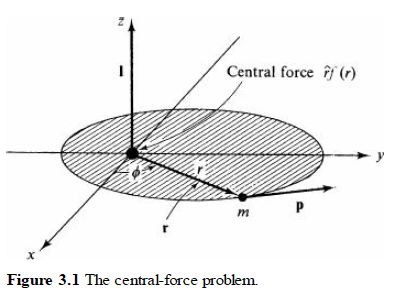 z
l
Central force r̂f (r)
y
ϕ
r
m
p
r
x
Figure 3.1 The central-force problem.